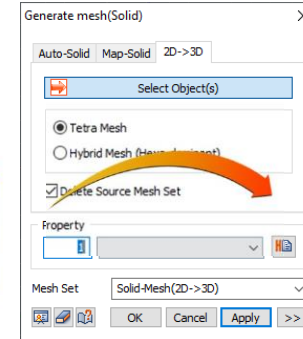 Generate mesh(Solid)
Auto-Solid Map-Solid 2D->3D
Select Object(s)
Tetra Mesh
Hybrid Mesh
Delete Source Mesh Set
Property
1
Mesh Set Solid-Mesh(2D->3D)
OK Cancel Apply >>